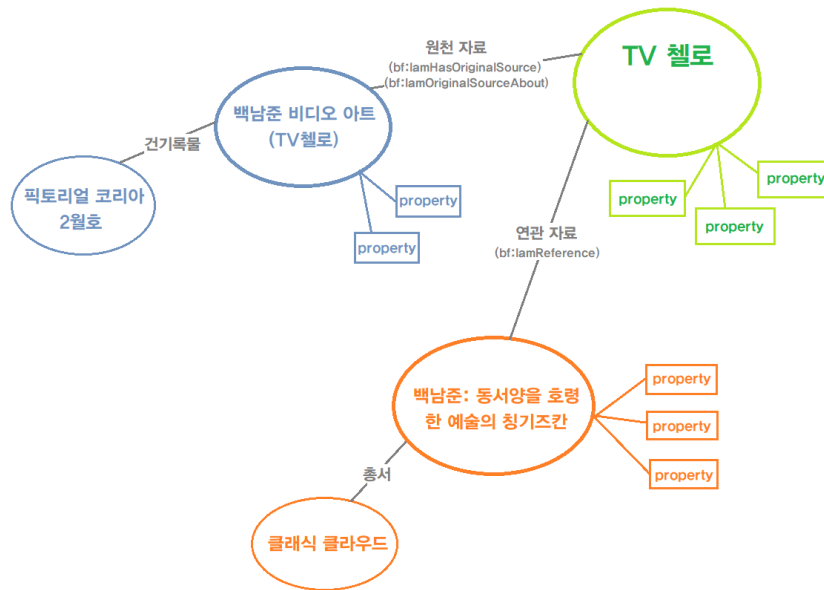 원천 자료
(bf:lamHasOriginalSource)
(bf:lamOriginalSourceAbout)
TV 첼로
백남준 비디오 아트
(TV첼로)
건기록물
픽토리얼 코리아
2월호
property
property
property
property
property
연관 자료
(bf:lamReference)
백남준: 동서양을 호령
한 예술의 칭기즈칸
property
property
property
총서
클래식 클라우드